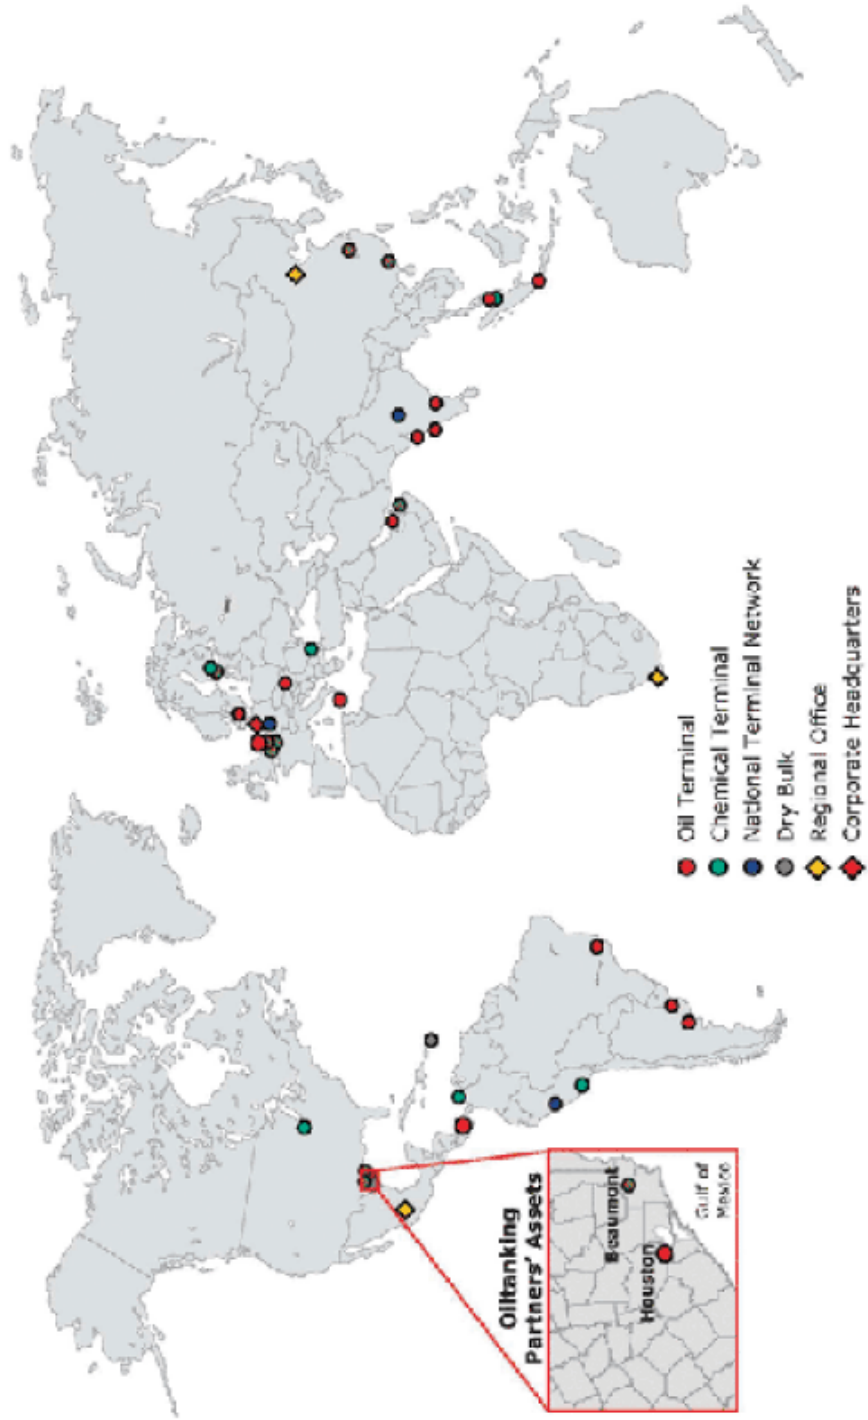 Oiltanking
Partners' Assets
Beaumont
Houston
Gulf of
Mexico
Oil Terminal
Chemical Terminal
National Terminal Network
Dry Bulk
Regional Office
Corporate Headquarters